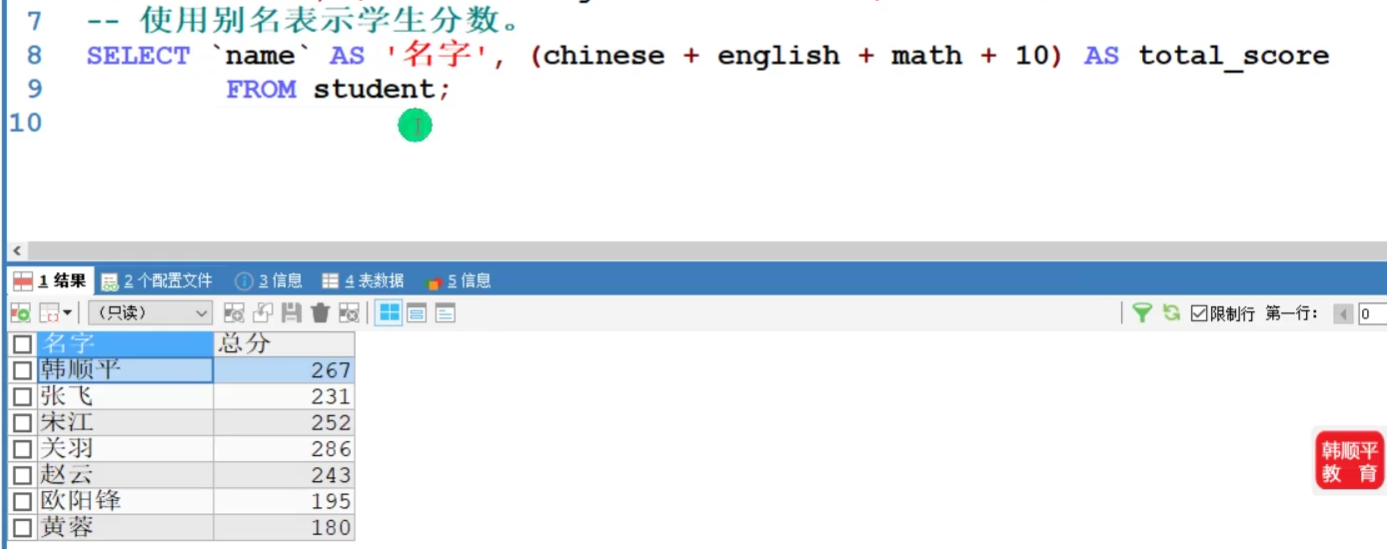 7 -- 使用别名表示学生分数。
8 SELECT `name` AS '名字', (chinese + english + math + 10) AS total_score
9 FROM student;
10
1 结果 2 个配置文件 3 信息 4 表数据 5 信息
（只读） 限制行 第一行： 0
名字 总分
韩顺平 267
张飞 231
宋江 252
关羽 286
赵云 243
欧阳锋 195
黄蓉 180
韩顺平
教 育